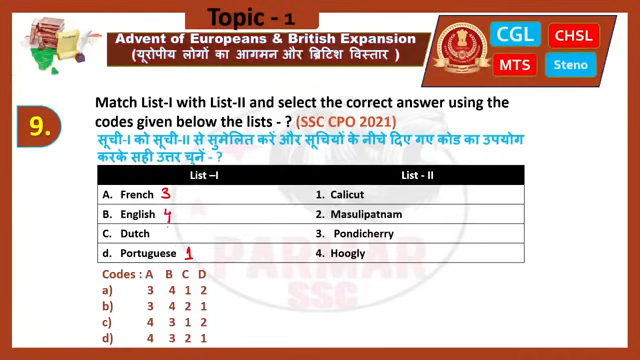 Topic - 1
Advent of Europeans & British Expansion
(यूरोपीय लोगों का आगमन और ब्रिटिश विस्तार )
CGL
CHSL
MTS
Steno
9.
Match List-I with List-II and select the correct answer using the
codes given below the lists - ? (SSC CPO 2021)
सूची-I को सूची-II से सुमेलित करें और सूचियों के नीचे दिए गए कोड का उपयोग
करके सही उत्तर चुनें - ?
List –I List - II
A. French 3 1. Calicut
B. English 4 2. Masulipatnam
C. Dutch 3. Pondicherry
d. Portuguese 1 4. Hoogly
Codes : A B C D
a) 3 4 1 2
b) 3 4 2 1
c) 4 3 1 2
d) 4 3 2 1
PARMAR
SSC